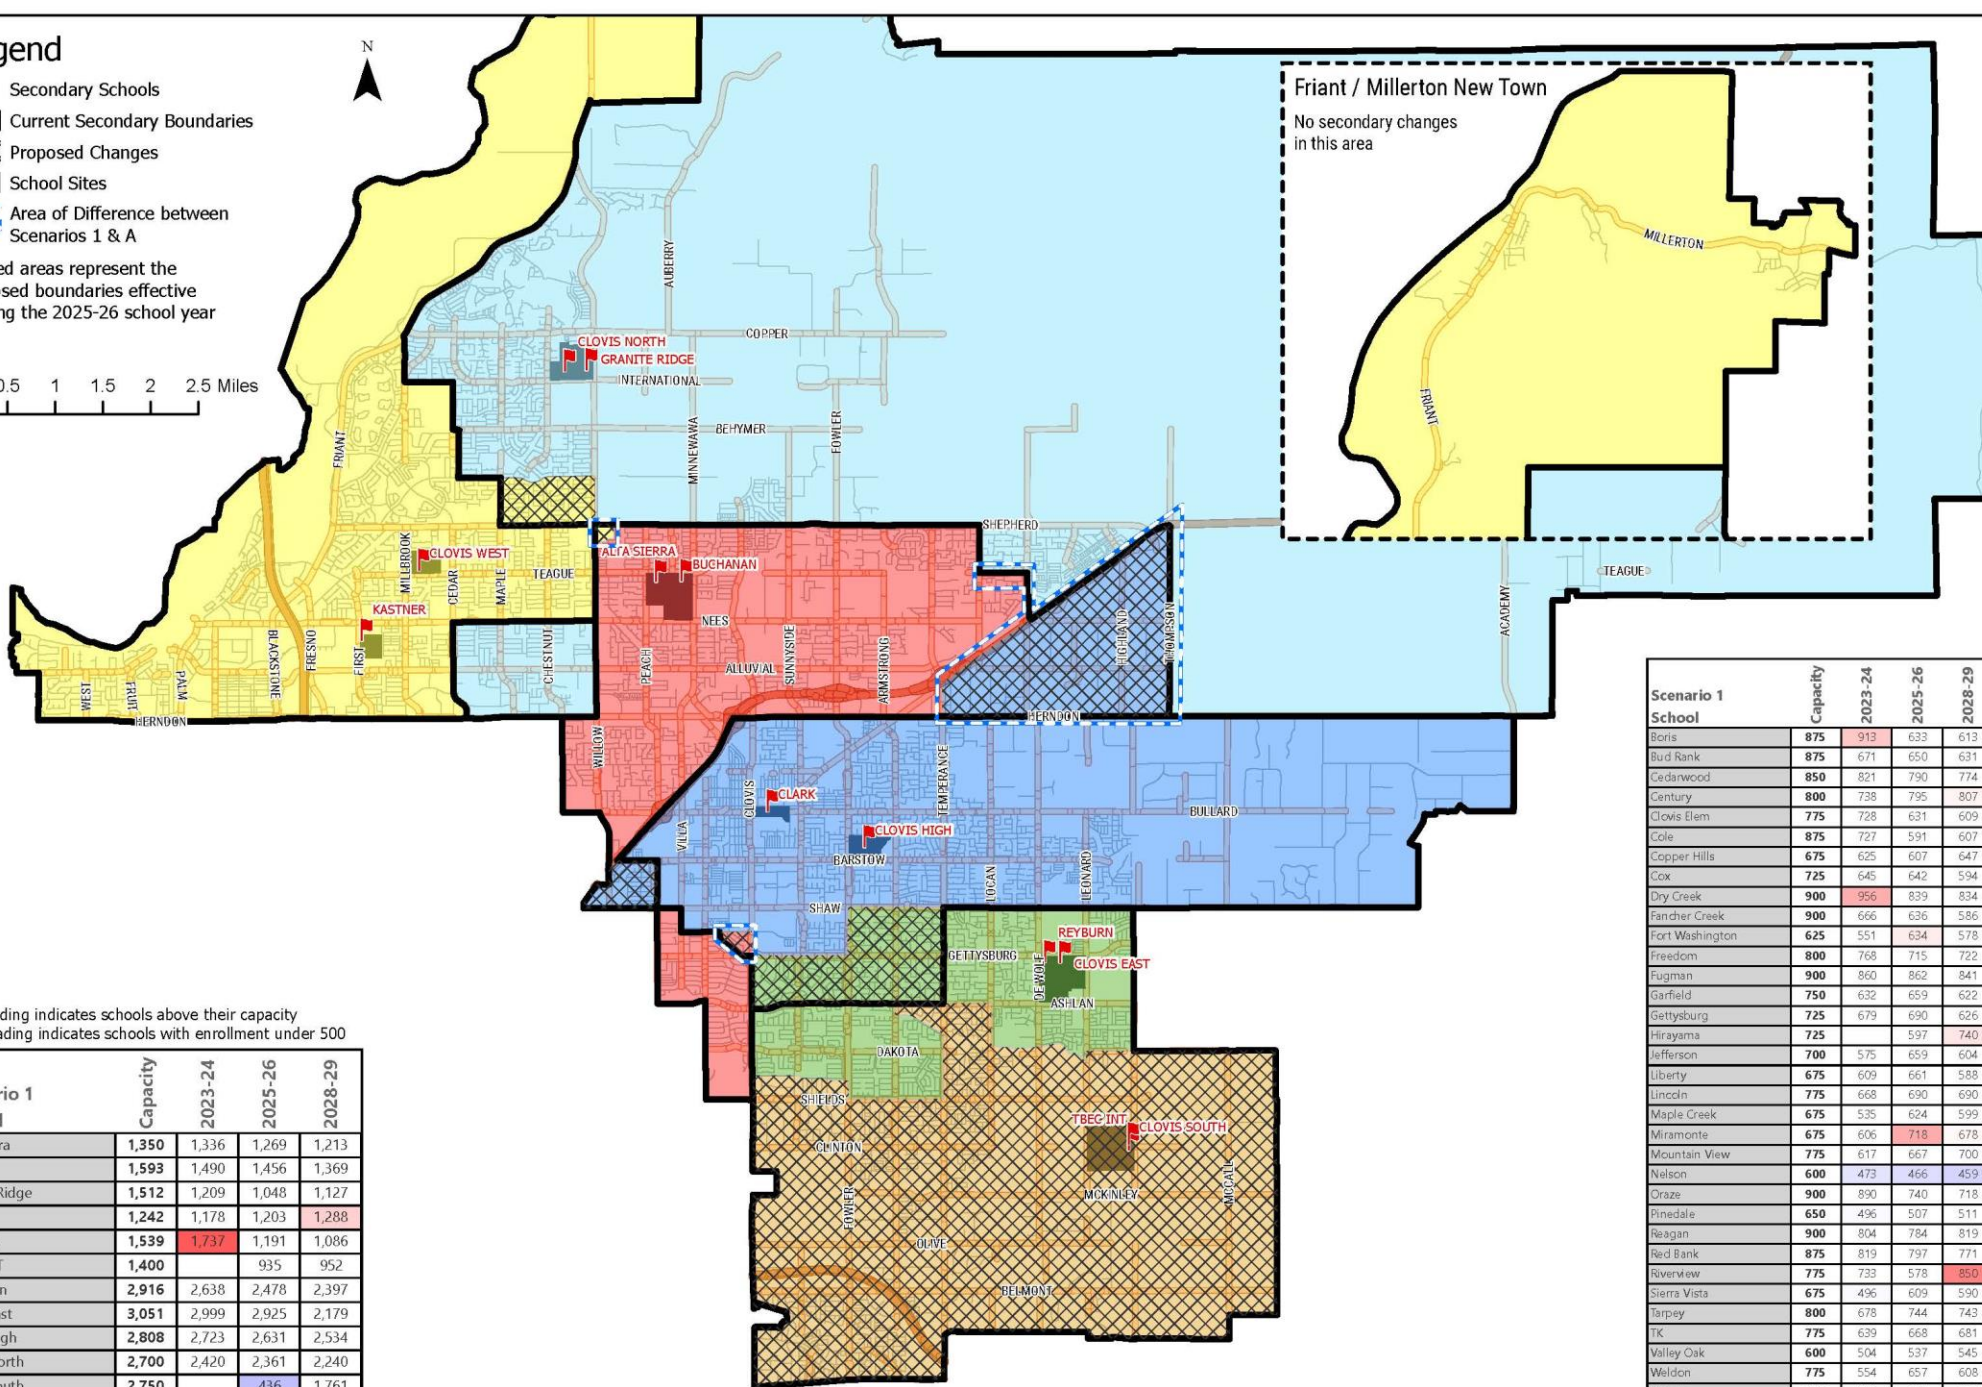 gend
Secondary Schools
Current Secondary Boundaries
Proposed Changes
School Sites
Area of Difference between
Scenarios 1 & A
ed areas represent the
osed boundaries effective
ng the 2025-26 school year
0.5 1 1.5 2 2.5 Miles
N
Friant / Millerton New Town
No secondary changes
in this area
MILLERTON
FRIANT
AUBERRY
COPPER
CLOVIS NORTH
GRANITE RIDGE
INTERNATIONAL
BEHYMER
MINNEWAWA
FOWLER
FRIANT
SHEPHERD
ALTA SIERRA
BUCHANAN
CLOVIS WEST
MILLBROOK
CEDAR
MAPLE
TEAGUE
TEAGUE
KASTNER
NEES
BLACKSTONE
FRESNO
FIRST
CHESTNUT
PEACH
ALLUVIAL
SUNNYSIDE
ARMSTRONG
HIGHLAND
THOMPSON
ACADEMY
WEST
FRUIT
PALM
HERNDON
HERNDON
WILLOW
CLOVIS
CLARK
TEMPERANCE
BULLARD
VILLA
CLOVIS HIGH
BARSTOW
LOCAN
LEONARD
SHAW
REYBURN
GETTYSBURG
DE WOLF
CLOVIS EAST
ASHLAN
DAKOTA
SHIELDS
TBEC INT
CLOVIS SOUTH
CLINTON
FOWLER
MCKINLEY
MCCALL
OLIVE
BELMONT
ding indicates schools above their capacity
ading indicates schools with enrollment under 500
rio 1
Capacity 2023-24 2025-26 2028-29
ra 1,350 1,336 1,269 1,213
1,593 1,490 1,456 1,369
Ridge 1,512 1,209 1,048 1,127
1,242 1,178 1,203 1,288
1,539 1,737 1,191 1,086
1,400 935 952
n 2,916 2,638 2,478 2,397
st 3,051 2,999 2,925 2,179
gh 2,808 2,723 2,631 2,534
orth 2,700 2,420 2,361 2,240
outh 2,750 436 1,761
Scenario 1
School Capacity 2023-24 2025-26 2028-29
Boris 875 913 633 613
Bud Rank 875 671 650 631
Cedarwood 850 821 790 774
Century 800 738 795 807
Clovis Elem 775 728 631 609
Cole 875 727 591 607
Copper Hills 675 625 607 647
Cox 725 645 642 594
Dry Creek 900 956 839 834
Fancher Creek 900 666 636 586
Fort Washington 625 551 634 578
Freedom 800 768 715 722
Fugman 900 860 862 841
Garfield 750 632 659 622
Gettysburg 725 679 690 626
Hirayama 725 597 740
Jefferson 700 575 659 604
Liberty 675 609 661 588
Lincoln 775 668 690 690
Maple Creek 675 535 624 599
Miramonte 675 606 718 678
Mountain View 775 617 667 700
Nelson 600 473 466 459
Oraze 900 890 740 718
Pinedale 650 496 507 511
Reagan 900 804 784 819
Red Bank 875 819 797 771
Riverview 775 733 578 850
Sierra Vista 675 496 609 590
Tarpey 800 678 744 743
TK 775 639 668 681
Valley Oak 600 504 537 545
Weldon 775 554 657 608